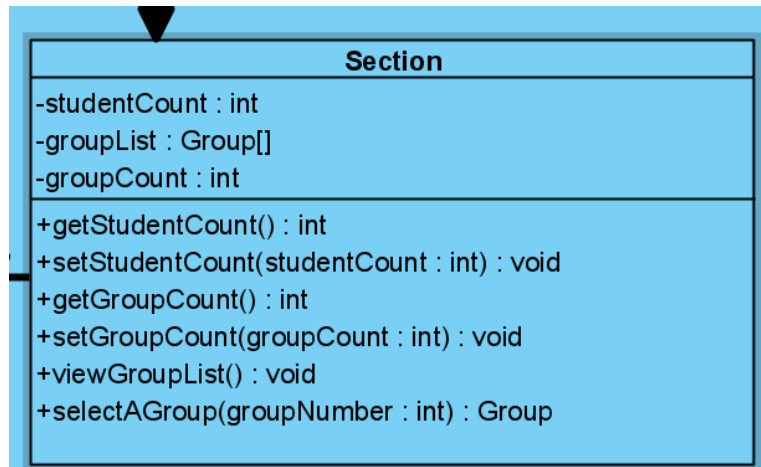 Section
-studentCount : int
-groupList : Group[]
-groupCount : int
+getStudentCount() : int
+setStudentCount(studentCount : int) : void
+getGroupCount() : int
+setGroupCount(groupCount : int) : void
+viewGroupList() : void
+selectAGroup(groupNumber : int) : Group